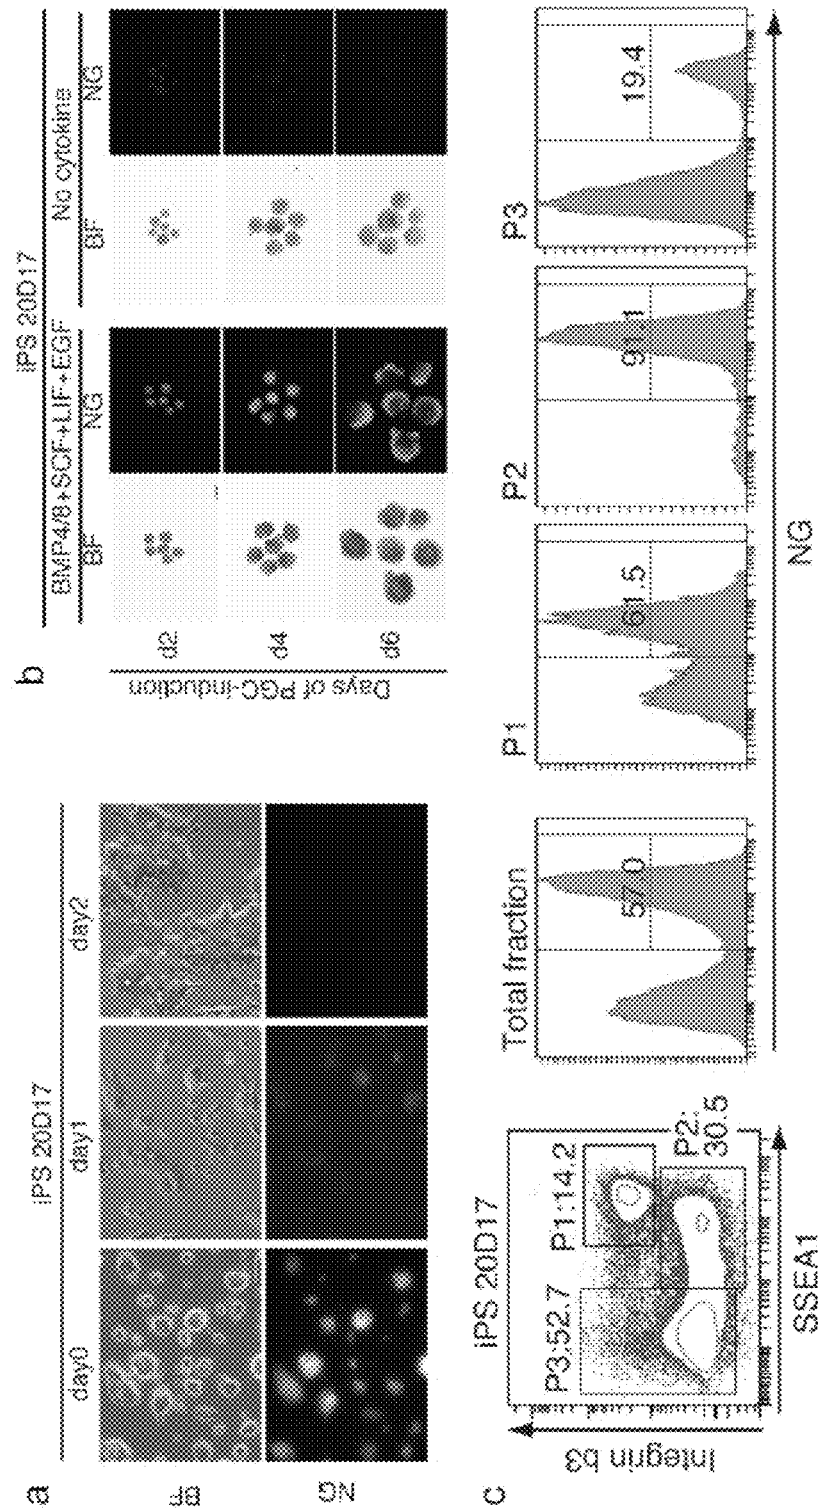 a
iPS 20D17
day0 day1 day2
BF
NG
b
iPS 20D17
BMP4/8+SCF+LIF+EGF No cytokine
BF NG BF NG
d2
d4
d6
Days of PGC-induction
c
iPS 20D17
P3:52.7
P1:14.2
P2:
30.5
Integrin b3
SSEA1
Total fraction
57.0
P1
61.5
P2
91.1
P3
19.4
NG